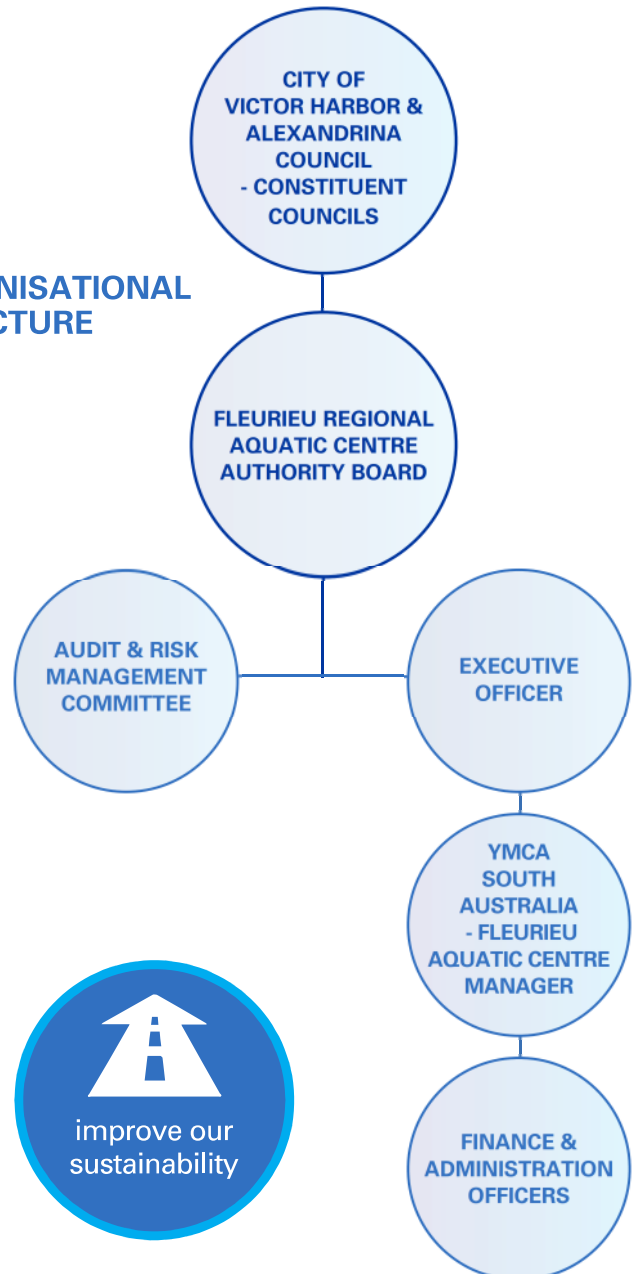 CITY OF
VICTOR HARBOR &
ALEXANDRINA
COUNCIL
- CONSTITUENT
COUNCILS
NISATIONAL
CTURE
FLEURIEU REGIONAL
AQUATIC CENTRE
AUTHORITY BOARD
AUDIT & RISK
MANAGEMENT
COMMITTEE
EXECUTIVE
OFFICER
YMCA
SOUTH
AUSTRALIA
- FLEURIEU
AQUATIC CENTRE
MANAGER
improve our
sustainability
FINANCE &
ADMINISTRATION
OFFICERS